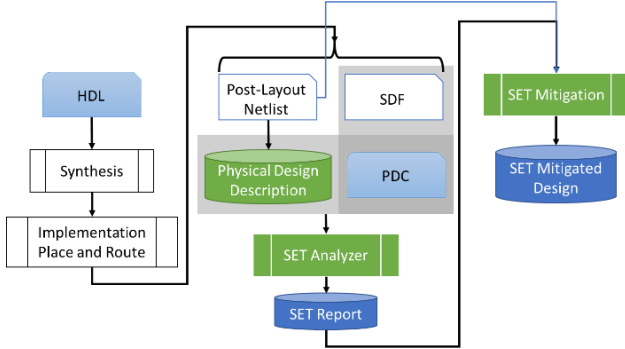 HDL
Synthesis
Implementation
Place and Route
Post-Layout
Netlist
SDF
Physical Design
Description
PDC
SET Analyzer
SET Report
SET Mitigation
SET Mitigated
Design